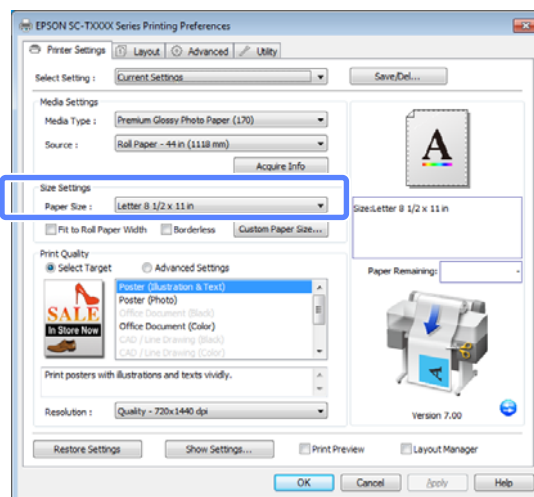 EPSON SC-TXXXX Series Printing Preferences
Printer Settings Layout Advanced Utility
Select Setting : Current Settings Save/Del...
Media Settings
Media Type : Premium Glossy Photo Paper (170)
Source : Roll Paper - 44 in (1118 mm)
Acquire Info
A
Size Settings
Paper Size : Letter 8 1/2 x 11 in
Size:Letter 8 1/2 x 11 in
Fit to Roll Paper Width Borderless Custom Paper Size...
Print Quality
Select Target Advanced Settings
Paper Remaining: -
SALE
In Store Now
Poster (Illustration & Text)
Poster (Photo)
Office Document (Black)
Office Document (Color)
CAD / Line Drawing (Black)
CAD / Line Drawing (Color)
A
Print posters with illustrations and texts vividly.
Resolution : Quality - 720x1440 dpi
Version 7.00
Restore Settings Show Settings... Print Preview Layout Manager
OK Cancel Apply Help